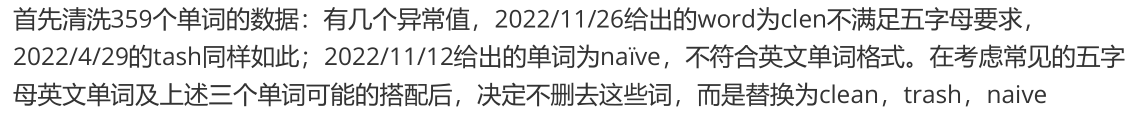 首先清洗359个单词的数据：有几个异常值，2022/11/26给出的word为clen不满足五字母要求，
2022/4/29的tash同样如此；2022/11/12给出的单词为naïve，不符合英文单词格式。在考虑常见的五字
母英文单词及上述三个单词可能的搭配后，决定不删去这些词，而是替换为clean，trash，naive